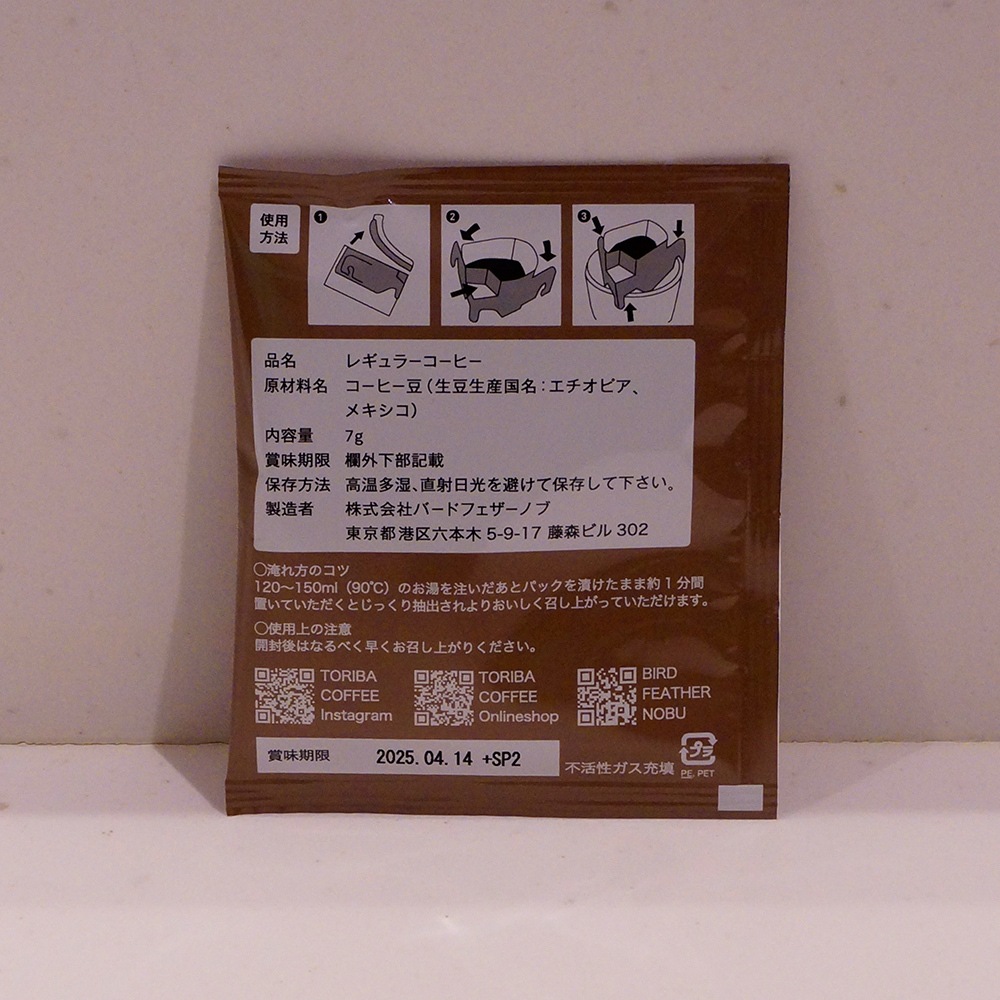 使用
方法
1
2
3
品名 レギュラーコーヒー
原材料名 コーヒー豆（生豆生産国名：エチオピア、
メキシコ）
内容量 7g
賞味期限 欄外下部記載
保存方法 高温多湿、直射日光を避けて保存して下さい。
製造者 株式会社バードフェザーノブ
東京都港区六本木 5-9-17 藤森ビル 302
〇淹れ方のコツ
120〜150ml（90℃）のお湯を注いだあとパックを漬けたまま約1分間
置いていただくとじっくり抽出されよりおいしく召し上がっていただけます。
〇使用上の注意
開封後はなるべく早くお召し上がりください。
TORIBA
COFFEE
Instagram
TORIBA
COFFEE
Onlineshop
BIRD
FEATHER
NOBU
賞味期限 2025.04.14 +SP2
不活性ガス充填
プラ
PE, PET